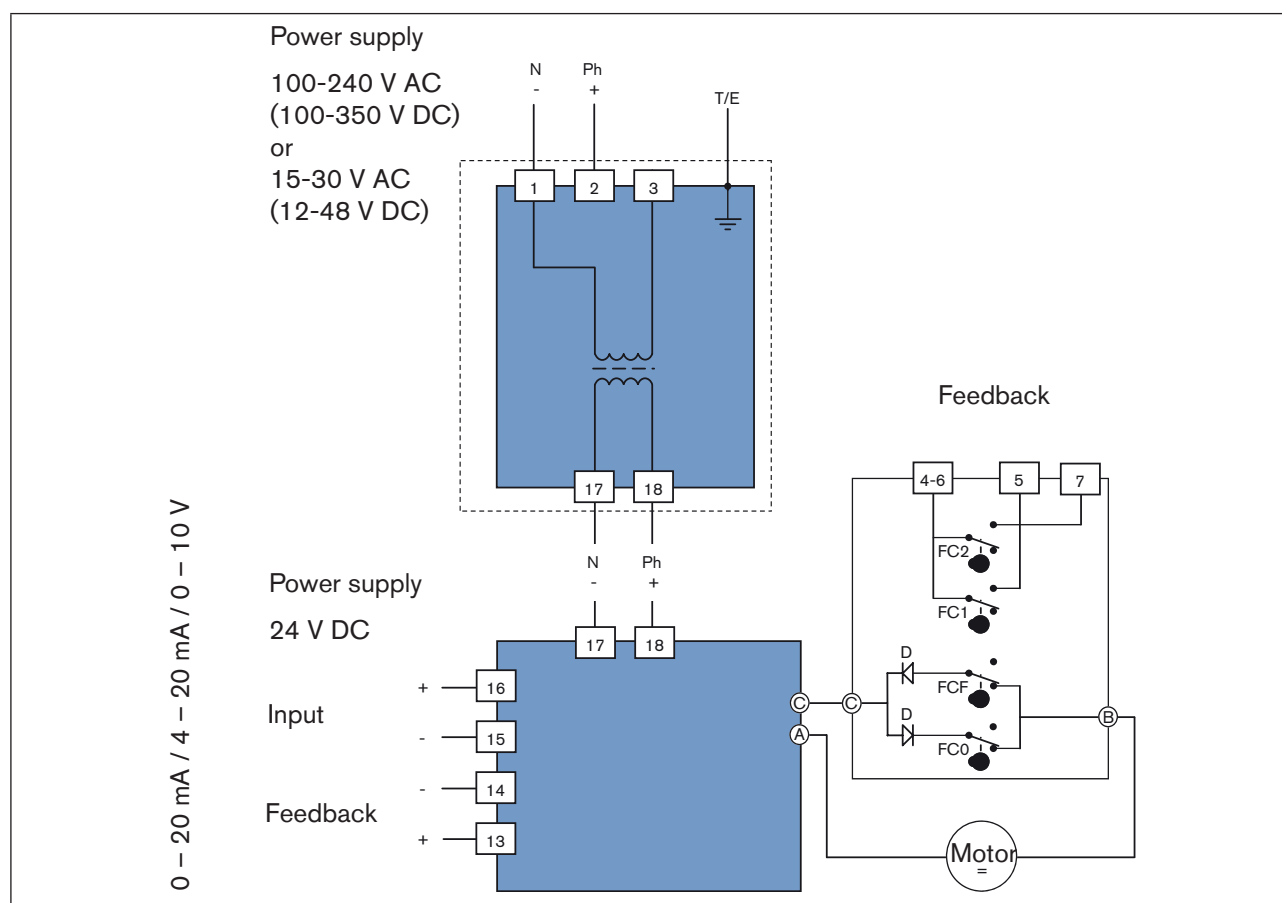 Power supply
100-240 V AC
(100-350 V DC)
or
15-30 V AC
(12-48 V DC)
N
-
Ph
+
T/E
1
2
3
17
18
N
-
Ph
+
Power supply
24 V DC
17
18
0 – 20 mA / 4 – 20 mA / 0 – 10 V
Input
+
16
-
15
Feedback
-
14
+
13
C
A
Feedback
4-6
5
7
FC2
FC1
D
FCF
C
B
D
FC0
Motor
=